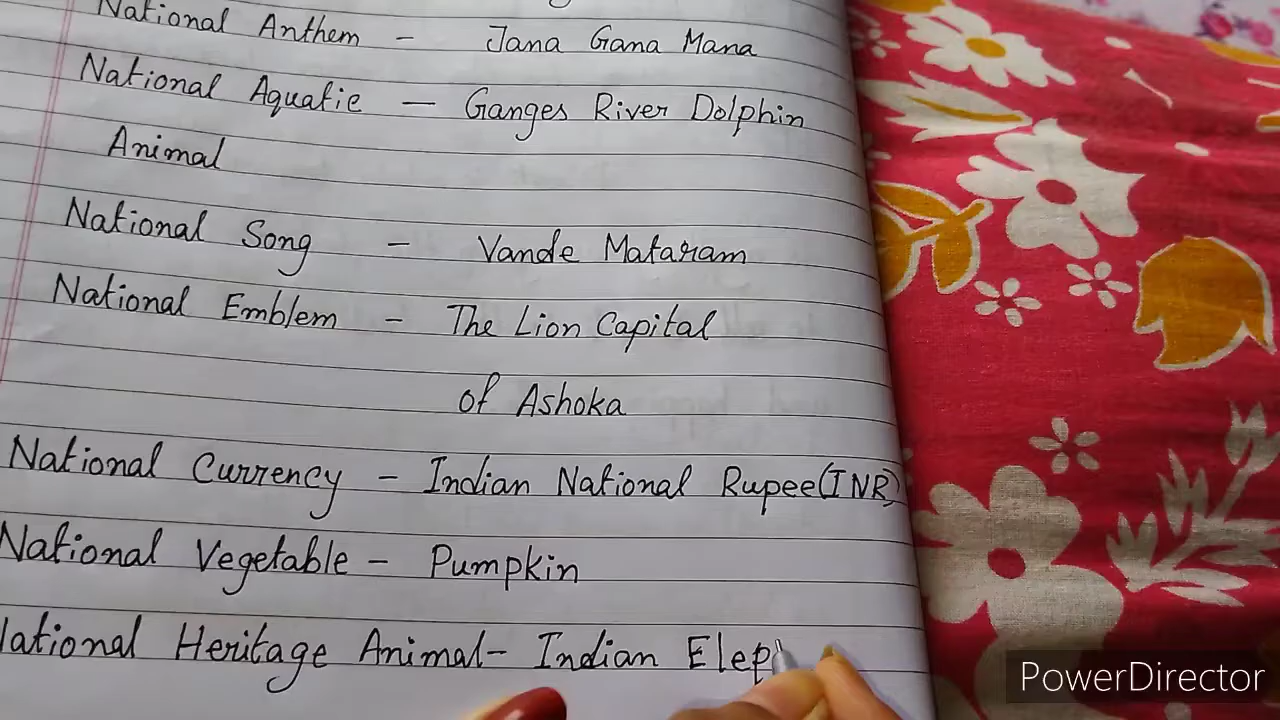 National Anthem - Jana Gana Mana
National Aquatic — Ganges River Dolphin
Animal
National Song - Vande Mataram
National Emblem - The Lion Capital
of Ashoka
National Currency - Indian National Rupee(INR)
National Vegetable - Pumpkin
National Heritage Animal- Indian Elep
PowerDirector